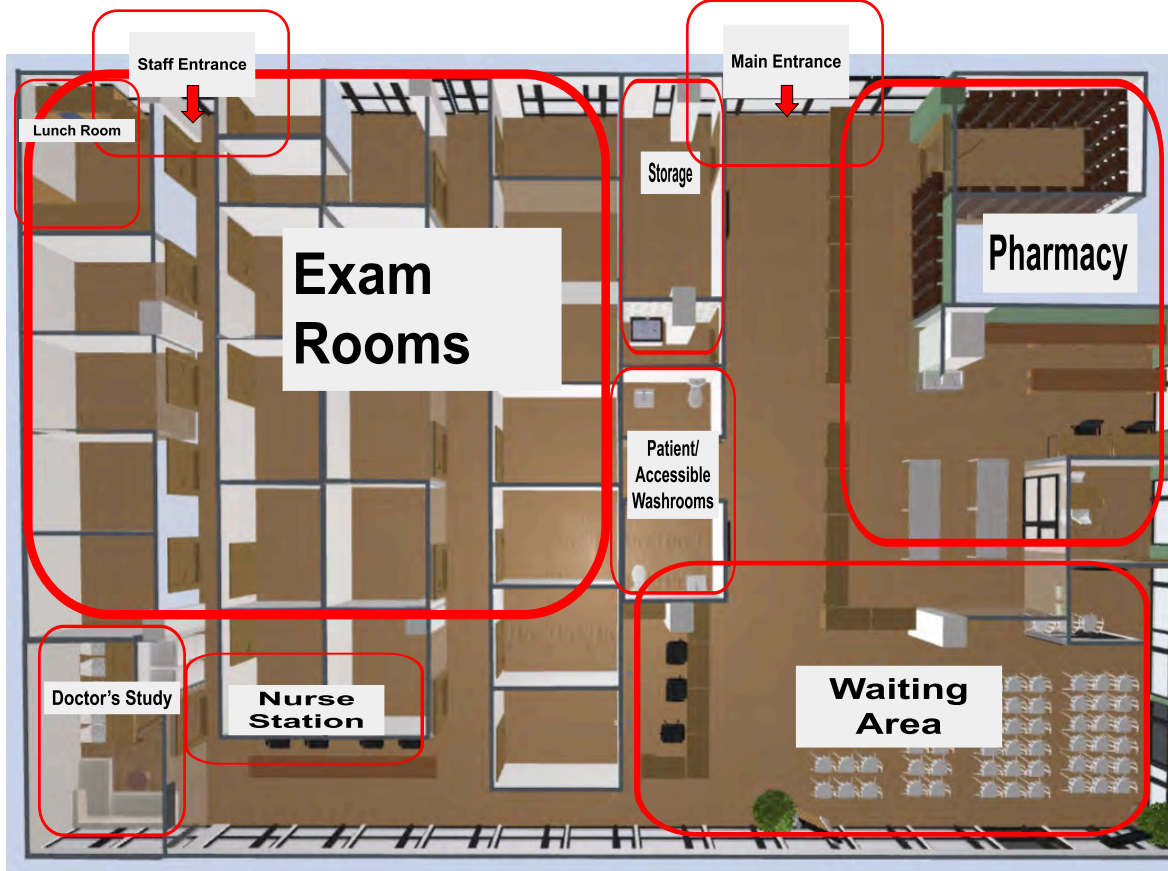 Staff Entrance
Main Entrance
Lunch Room
Storage
Exam
Rooms
Pharmacy
Patient/
Accessible
Washrooms
Doctor’s Study
Nurse
Station
Waiting
Area